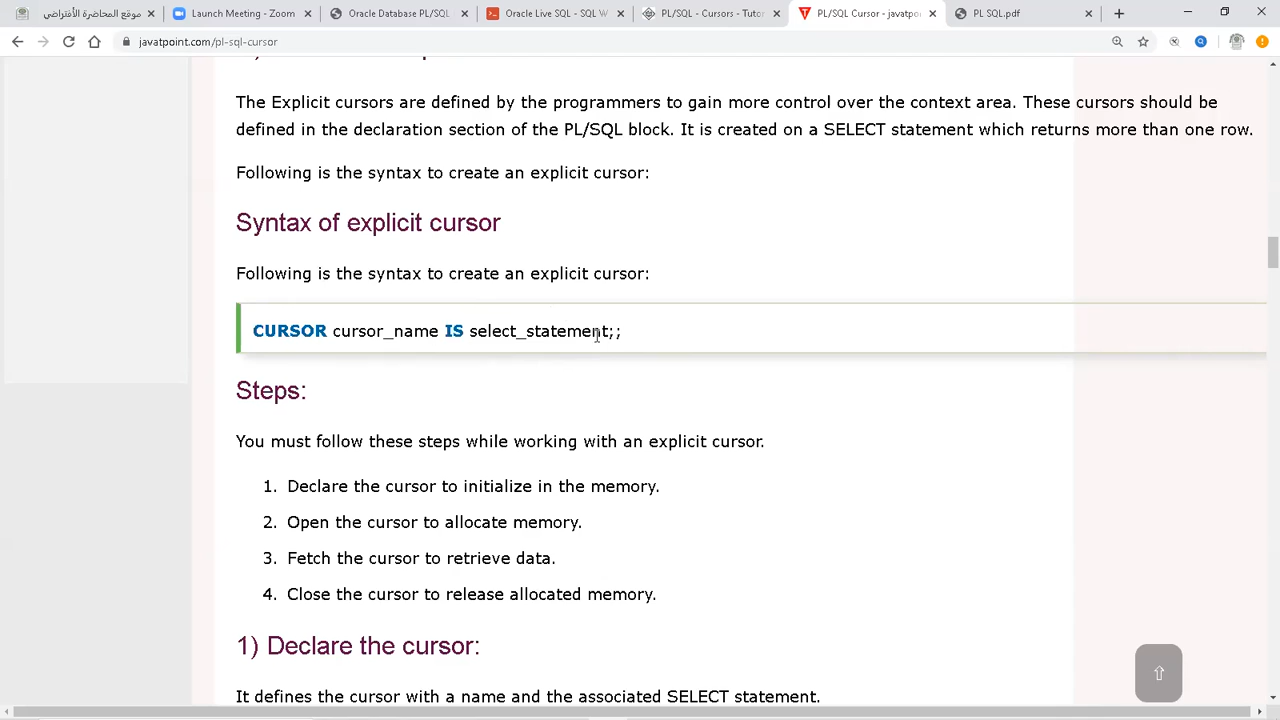 موقع المحاضرة الأفتراض
Launch Meeting - Zoom
Oracle Database PL/SQL
Oracle Live SQL - SQL W
PL/SQL - Cursors - Tutor
PL/SQL Cursor - javatpoin
PL SQL.pdf
javatpoint.com/pl-sql-cursor
The Explicit cursors are defined by the programmers to gain more control over the context area. These cursors should be
defined in the declaration section of the PL/SQL block. It is created on a SELECT statement which returns more than one row.
Following is the syntax to create an explicit cursor:
Syntax of explicit cursor
Following is the syntax to create an explicit cursor:
CURSOR cursor_name IS select_statement;;
Steps:
You must follow these steps while working with an explicit cursor.
1. Declare the cursor to initialize in the memory.
2. Open the cursor to allocate memory.
3. Fetch the cursor to retrieve data.
4. Close the cursor to release allocated memory.
1) Declare the cursor:
It defines the cursor with a name and the associated SELECT statement.